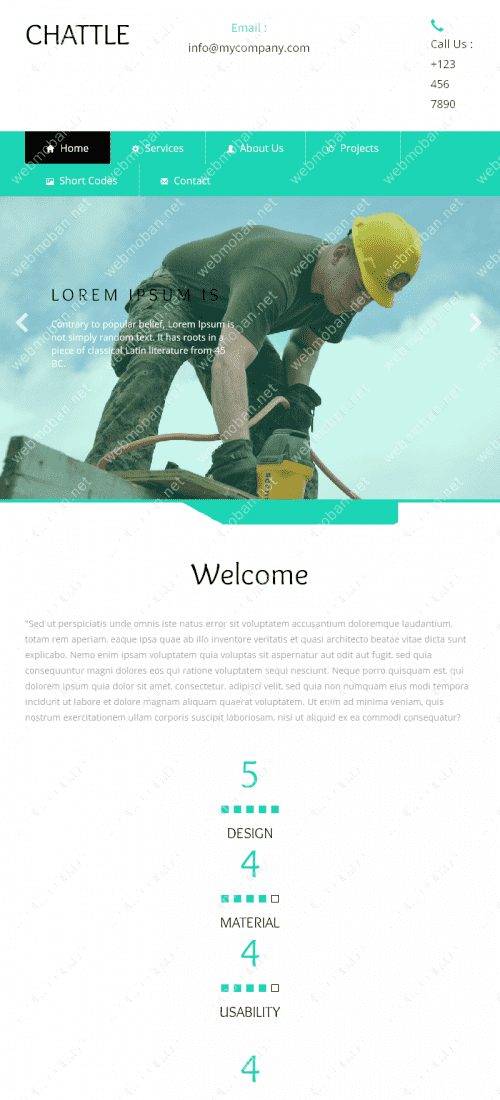 CHATTLE
Email :
info@mycompany.com
Call Us :
+123
456
7890
Home
Services
About Us
Projects
Short Codes
Contact
LOREM IPSUM IS
Contrary to popular belief, Lorem Ipsum is
not simply random text. It has roots in a
piece of classical Latin literature from 45
BC.
Welcome
"Sed ut perspiciatis unde omnis iste natus error sit voluptatem accusantium doloremque laudantium,
totam rem aperiam, eaque ipsa quae ab illo inventore veritatis et quasi architecto beatae vitae dicta sunt
explicabo. Nemo enim ipsam voluptatem quia voluptas sit aspernatur aut odit aut fugit, sed quia
consequuntur magni dolores eos qui ratione voluptatem sequi nesciunt. Neque porro quisquam est, qui
dolorem ipsum quia dolor sit amet, consectetur, adipisci velit, sed quia non numquam eius modi tempora
incidunt ut labore et dolore magnam aliquam quaerat voluptatem. Ut enim ad minima veniam, quis
nostrum exercitationem ullam corporis suscipit laboriosam, nisi ut aliquid ex ea commodi consequatur?
5
DESIGN
4
MATERIAL
4
USABILITY
4
webmoban.net